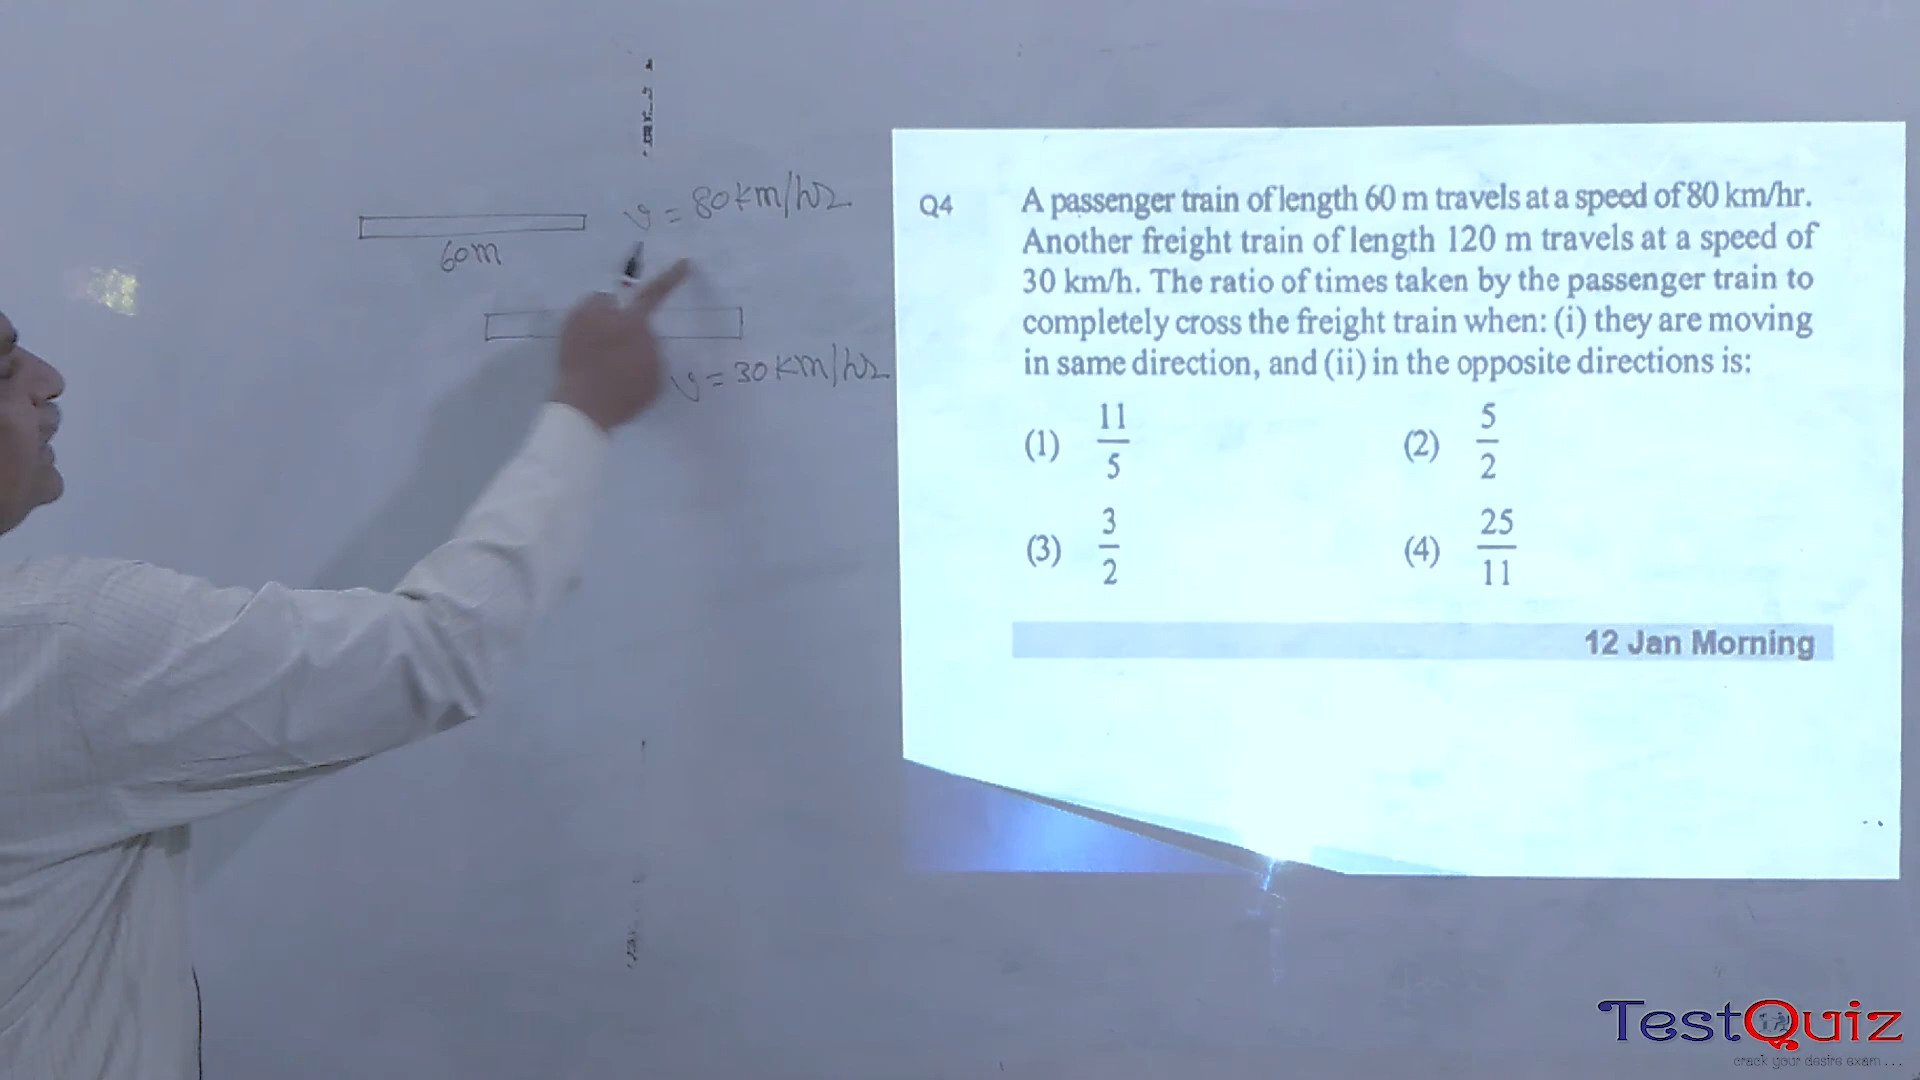 v = 80 km/hr
60m
v = 30 km/hr
Q4 A passenger train of length 60 m travels at a speed of 80 km/hr.
Another freight train of length 120 m travels at a speed of
30 km/h. The ratio of times taken by the passenger train to
completely cross the freight train when: (i) they are moving
in same direction, and (ii) in the opposite directions is:
(1) 11/5 (2) 5/2
(3) 3/2 (4) 25/11
12 Jan Morning
TestQuiz
crack your desire exam ...